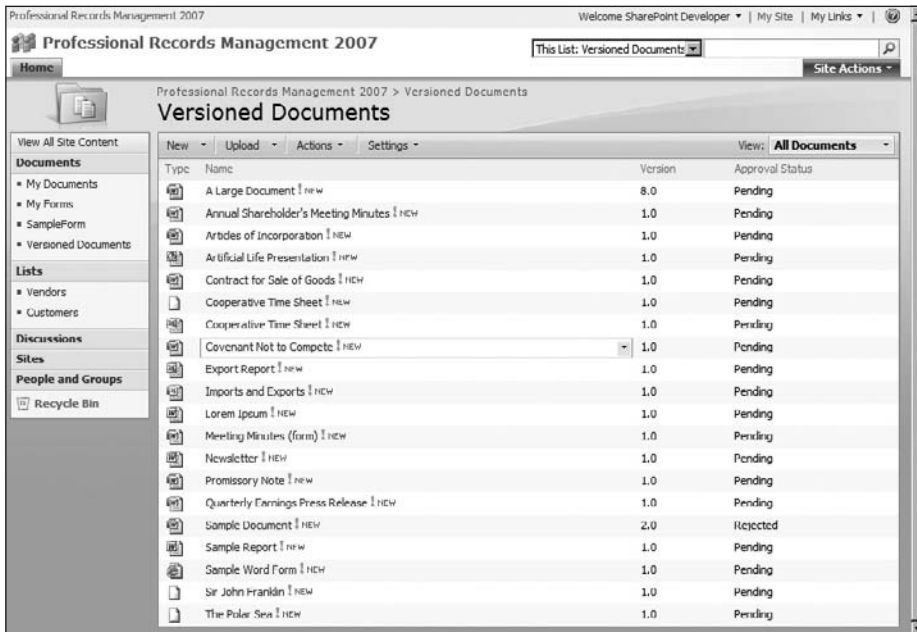 Professional Records Management 2007
Welcome SharePoint Developer | My Site | My Links |
Professional Records Management 2007
This List: Versioned Documents
Home
Site Actions
Professional Records Management 2007 > Versioned Documents
Versioned Documents
View All Site Content
Documents
My Documents
My Forms
SampleForm
Versioned Documents
Lists
Vendors
Customers
Discussions
Sites
People and Groups
Recycle Bin
New Upload Actions Settings View: All Documents
Type Name Version Approval Status
A Large Document ! NEW 8.0 Pending
Annual Shareholder's Meeting Minutes ! NEW 1.0 Pending
Articles of Incorporation ! NEW 1.0 Pending
Artificial Life Presentation ! NEW 1.0 Pending
Contract for Sale of Goods ! NEW 1.0 Pending
Cooperative Time Sheet ! NEW 1.0 Pending
Cooperative Time Sheet ! NEW 1.0 Pending
Covenant Not to Compete ! NEW 1.0 Pending
Export Report ! NEW 1.0 Pending
Imports and Exports ! NEW 1.0 Pending
Lorem Ipsum ! NEW 1.0 Pending
Meeting Minutes (form) ! NEW 1.0 Pending
Newsletter ! NEW 1.0 Pending
Promissory Note ! NEW 1.0 Pending
Quarterly Earnings Press Release ! NEW 1.0 Pending
Sample Document ! NEW 2.0 Rejected
Sample Report ! NEW 1.0 Pending
Sample Word Form ! NEW 1.0 Pending
Sir John Franklin ! NEW 1.0 Pending
The Polar Sea ! NEW 1.0 Pending